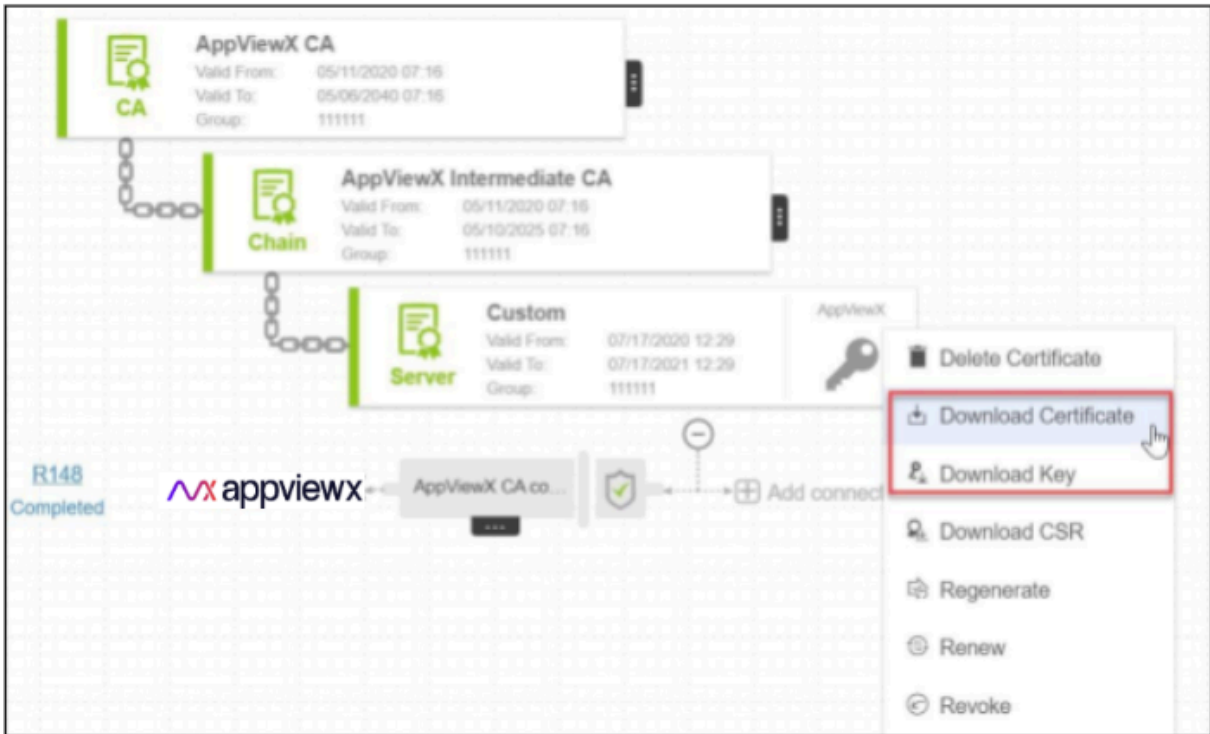 AppViewX CA
Valid From: 05/11/2020 07:16
Valid To: 05/06/2040 07:16
Group: 111111
CA
AppViewX Intermediate CA
Valid From: 05/11/2020 07:16
Valid To: 05/10/2025 07:16
Group: 111111
Chain
Custom
Valid From: 07/17/2020 12:29
Valid To: 07/17/2021 12:29
Group: 111111
Server
AppViewX
Delete Certificate
Download Certificate
Download Key
Download CSR
Regenerate
Renew
Revoke
R148
Completed
appviewx
AppViewX CA co...
Add connect